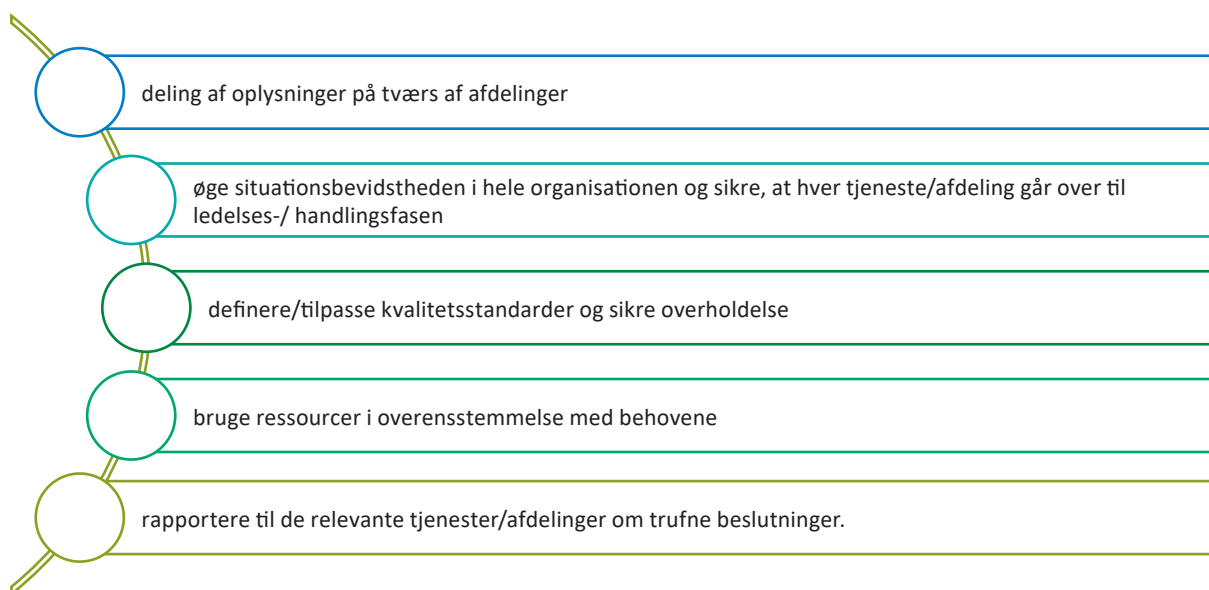 deling af oplysninger på tværs af afdelinger
øge situationsbevidstheden i hele organisationen og sikre, at hver tjeneste/afdeling går over til
ledelses-/ handlingsfasen
definere/tilpasse kvalitetsstandarder og sikre overholdelse
bruge ressourcer i overensstemmelse med behovene
rapportere til de relevante tjenester/afdelinger om trufne beslutninger.